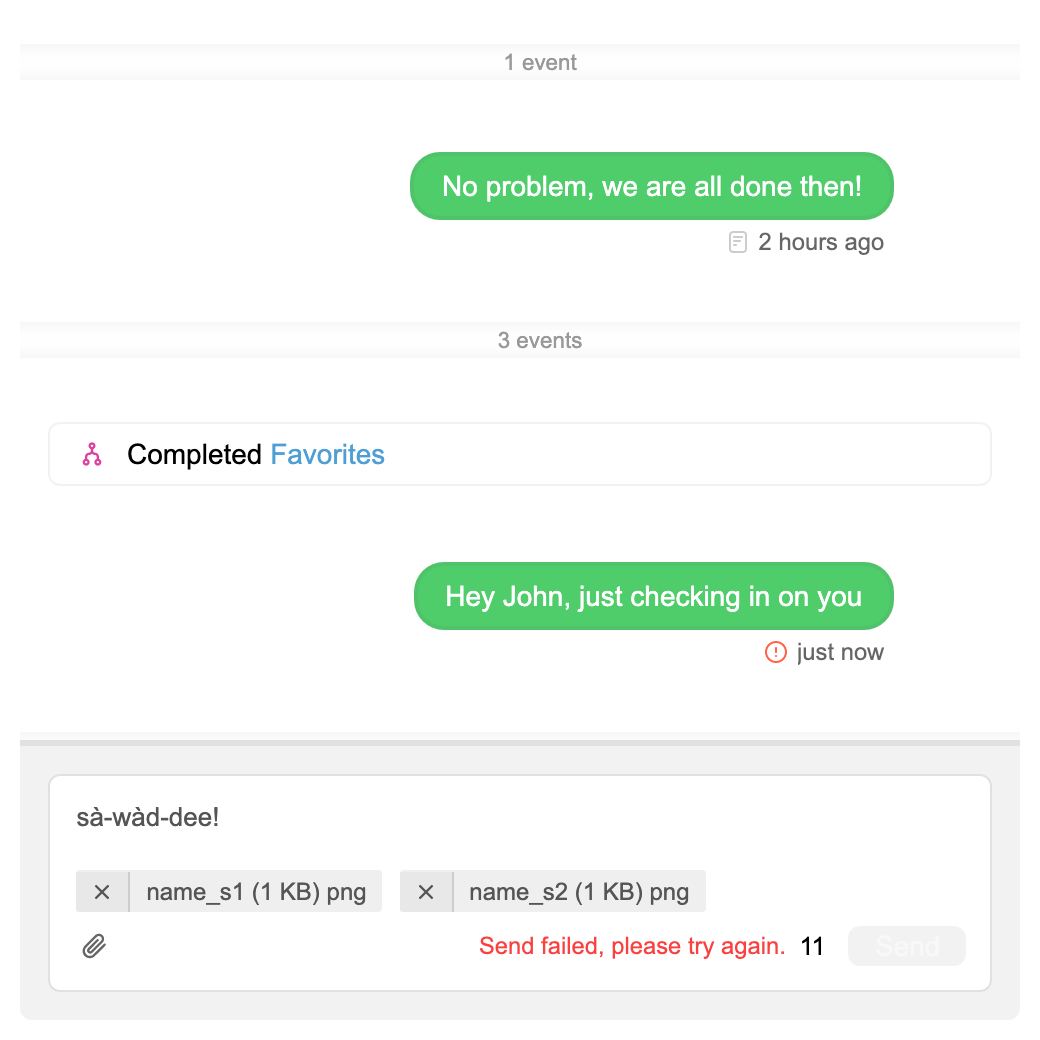 1 event
No problem, we are all done then!
2 hours ago
3 events
Completed Favorites
Hey John, just checking in on you
just now
sà-wàd-dee!
name_s1 (1 KB) png name_s2 (1 KB) png
Send failed, please try again. 11 Send